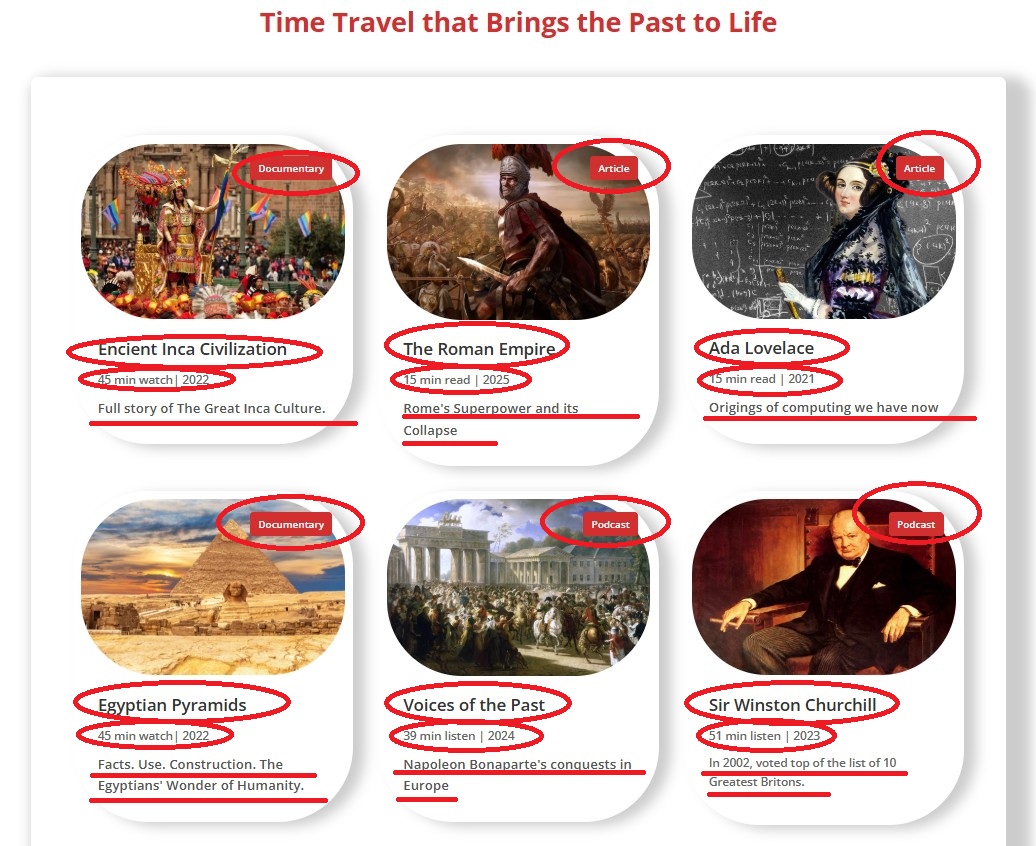 Time Travel that Brings the Past to Life
Documentary
Encient Inca Civilization
45 min watch| 2022
Full story of The Great Inca Culture.
Article
The Roman Empire
15 min read | 2025
Rome's Superpower and its
Collapse
Article
Ada Lovelace
15 min read | 2021
Origings of computing we have now
Documentary
Egyptian Pyramids
45 min watch| 2022
Facts. Use. Construction. The
Egyptians' Wonder of Humanity.
Podcast
Voices of the Past
39 min listen | 2024
Napoleon Bonaparte's conquests in
Europe
Podcast
Sir Winston Churchill
51 min listen | 2023
In 2002, voted top of the list of 10
Greatest Britons.